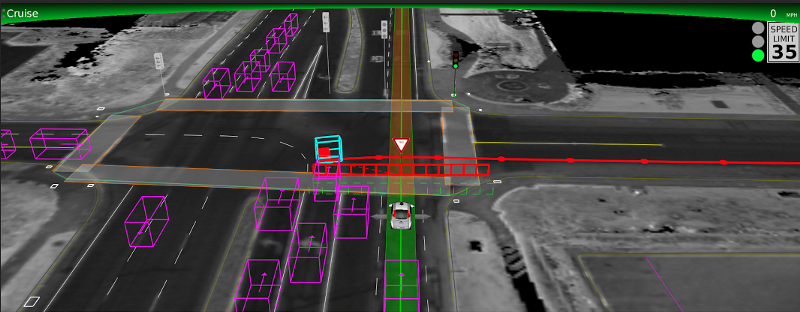 Cruise
0 MPH
SPEED
LIMIT
35